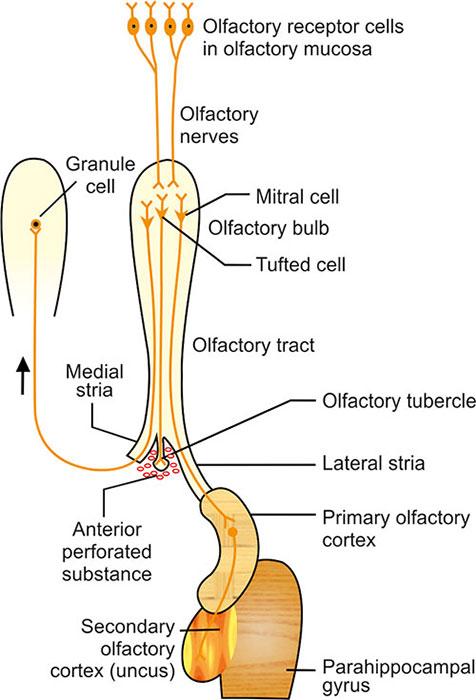 Olfactory receptor cells
in olfactory mucosa
Olfactory
nerves
Granule
cell
Mitral cell
Olfactory bulb
Tufted cell
Olfactory tract
Medial
stria
Olfactory tubercle
Lateral stria
Anterior
perforated
substance
Primary olfactory
cortex
Secondary
olfactory
cortex (uncus)
Parahippocampal
gyrus